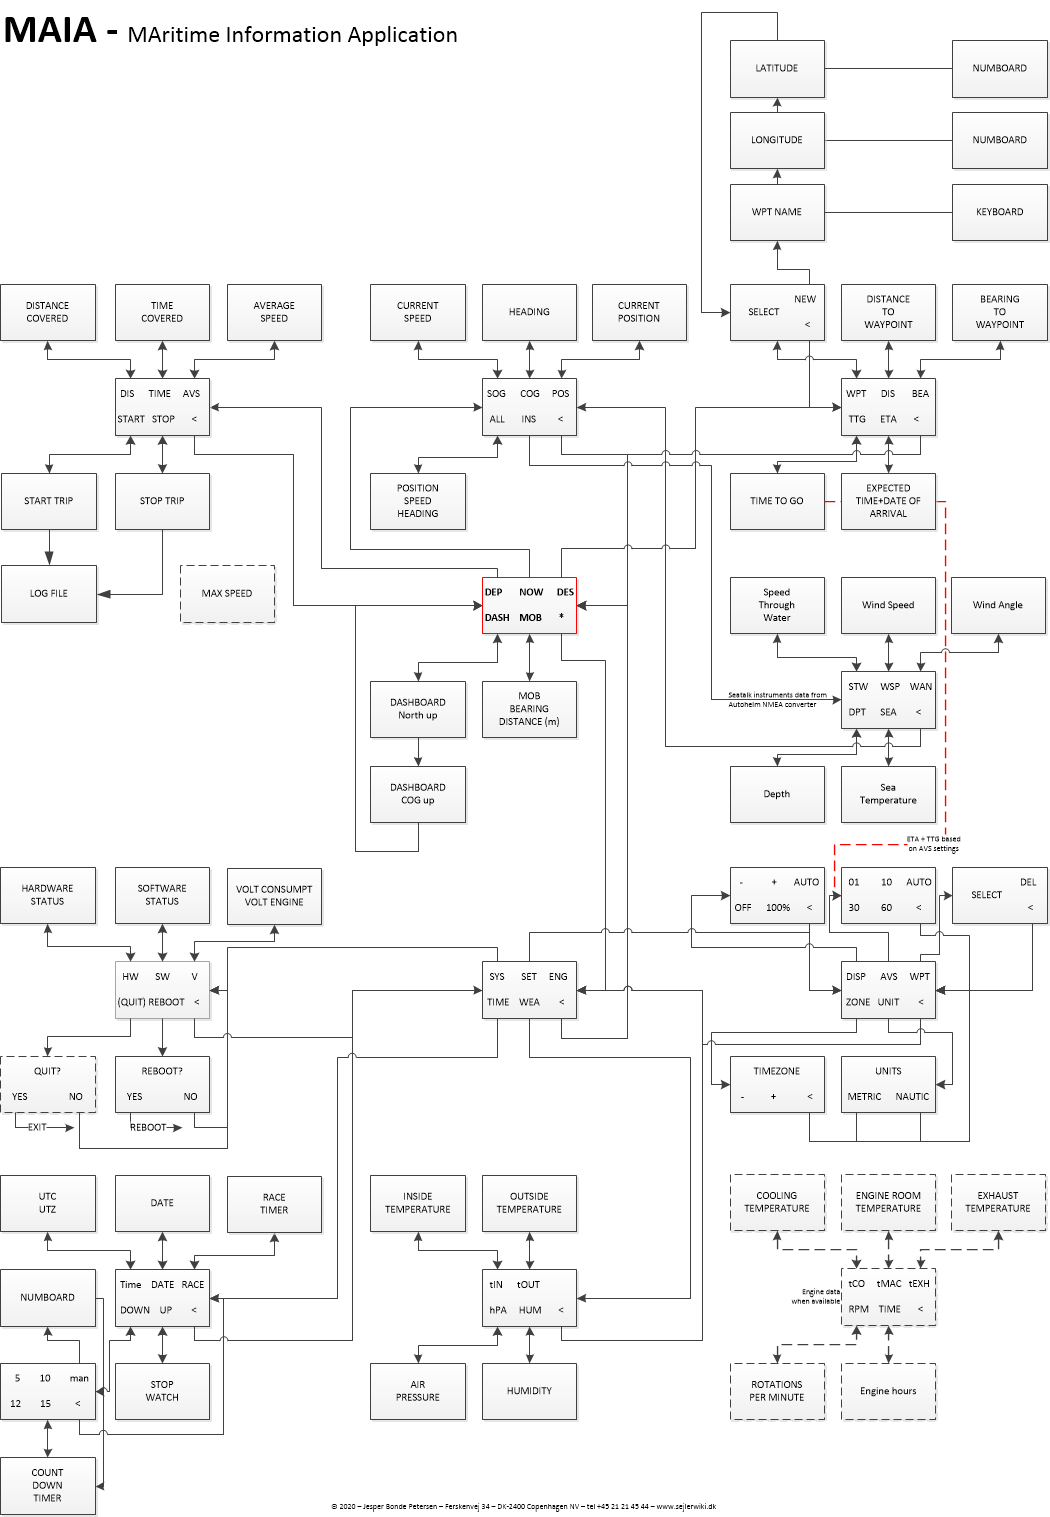 MAIA - MAritime Information Application
LATITUDE
NUMBOARD
LONGITUDE
NUMBOARD
WPT NAME
KEYBOARD
DISTANCE
COVERED
TIME
COVERED
AVERAGE
SPEED
CURRENT
SPEED
HEADING
CURRENT
POSITION
NEW
SELECT
<
DISTANCE
TO
WAYPOINT
BEARING
TO
WAYPOINT
DIS TIME AVS
START STOP <
SOG COG POS
ALL INS <
WPT DIS BEA
TTG ETA <
START TRIP
STOP TRIP
POSITION
SPEED
HEADING
TIME TO GO
EXPECTED
TIME+DATE OF
ARRIVAL
LOG FILE
MAX SPEED
DEP NOW DES
DASH MOB *
Speed
Through
Water
Wind Speed
Wind Angle
DASHBOARD
North up
MOB
BEARING
DISTANCE (m)
Seatalk instruments data from
Autohelm NMEA converter
STW WSP WAN
DPT SEA <
DASHBOARD
COG up
Depth
Sea
Temperature
ETA + TTG based
on AVS settings
HARDWARE
STATUS
SOFTWARE
STATUS
VOLT CONSUMPT
VOLT ENGINE
- + AUTO
OFF 100% <
01 10 AUTO
30 60 <
DEL
SELECT
<
HW SW V
(QUIT) REBOOT <
SYS SET ENG
TIME WEA <
DISP AVS WPT
ZONE UNIT <
QUIT?
YES NO
REBOOT?
YES NO
TIMEZONE
- + <
UNITS
METRIC NAUTIC
EXIT
REBOOT
UTC
UTZ
DATE
RACE
TIMER
INSIDE
TEMPERATURE
OUTSIDE
TEMPERATURE
COOLING
TEMPERATURE
ENGINE ROOM
TEMPERATURE
EXHAUST
TEMPERATURE
NUMBOARD
Time DATE RACE
DOWN UP <
tIN tOUT
hPA HUM <
Engine data
when available
tCO tMAC tEXH
RPM TIME <
5 10 man
12 15 <
STOP
WATCH
AIR
PRESSURE
HUMIDITY
ROTATIONS
PER MINUTE
Engine hours
COUNT
DOWN
TIMER
© 2020 – Jesper Bonde Petersen – Ferskenvej 34 – DK-2400 Copenhagen NV – tel +45 21 21 45 44 – www.sejlerwiki.dk